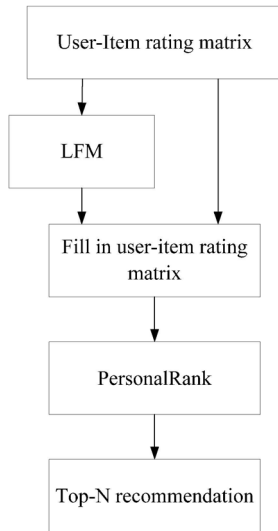 User-Item rating matrix
LFM
Fill in user-item rating
matrix
PersonalRank
Top-N recommendation